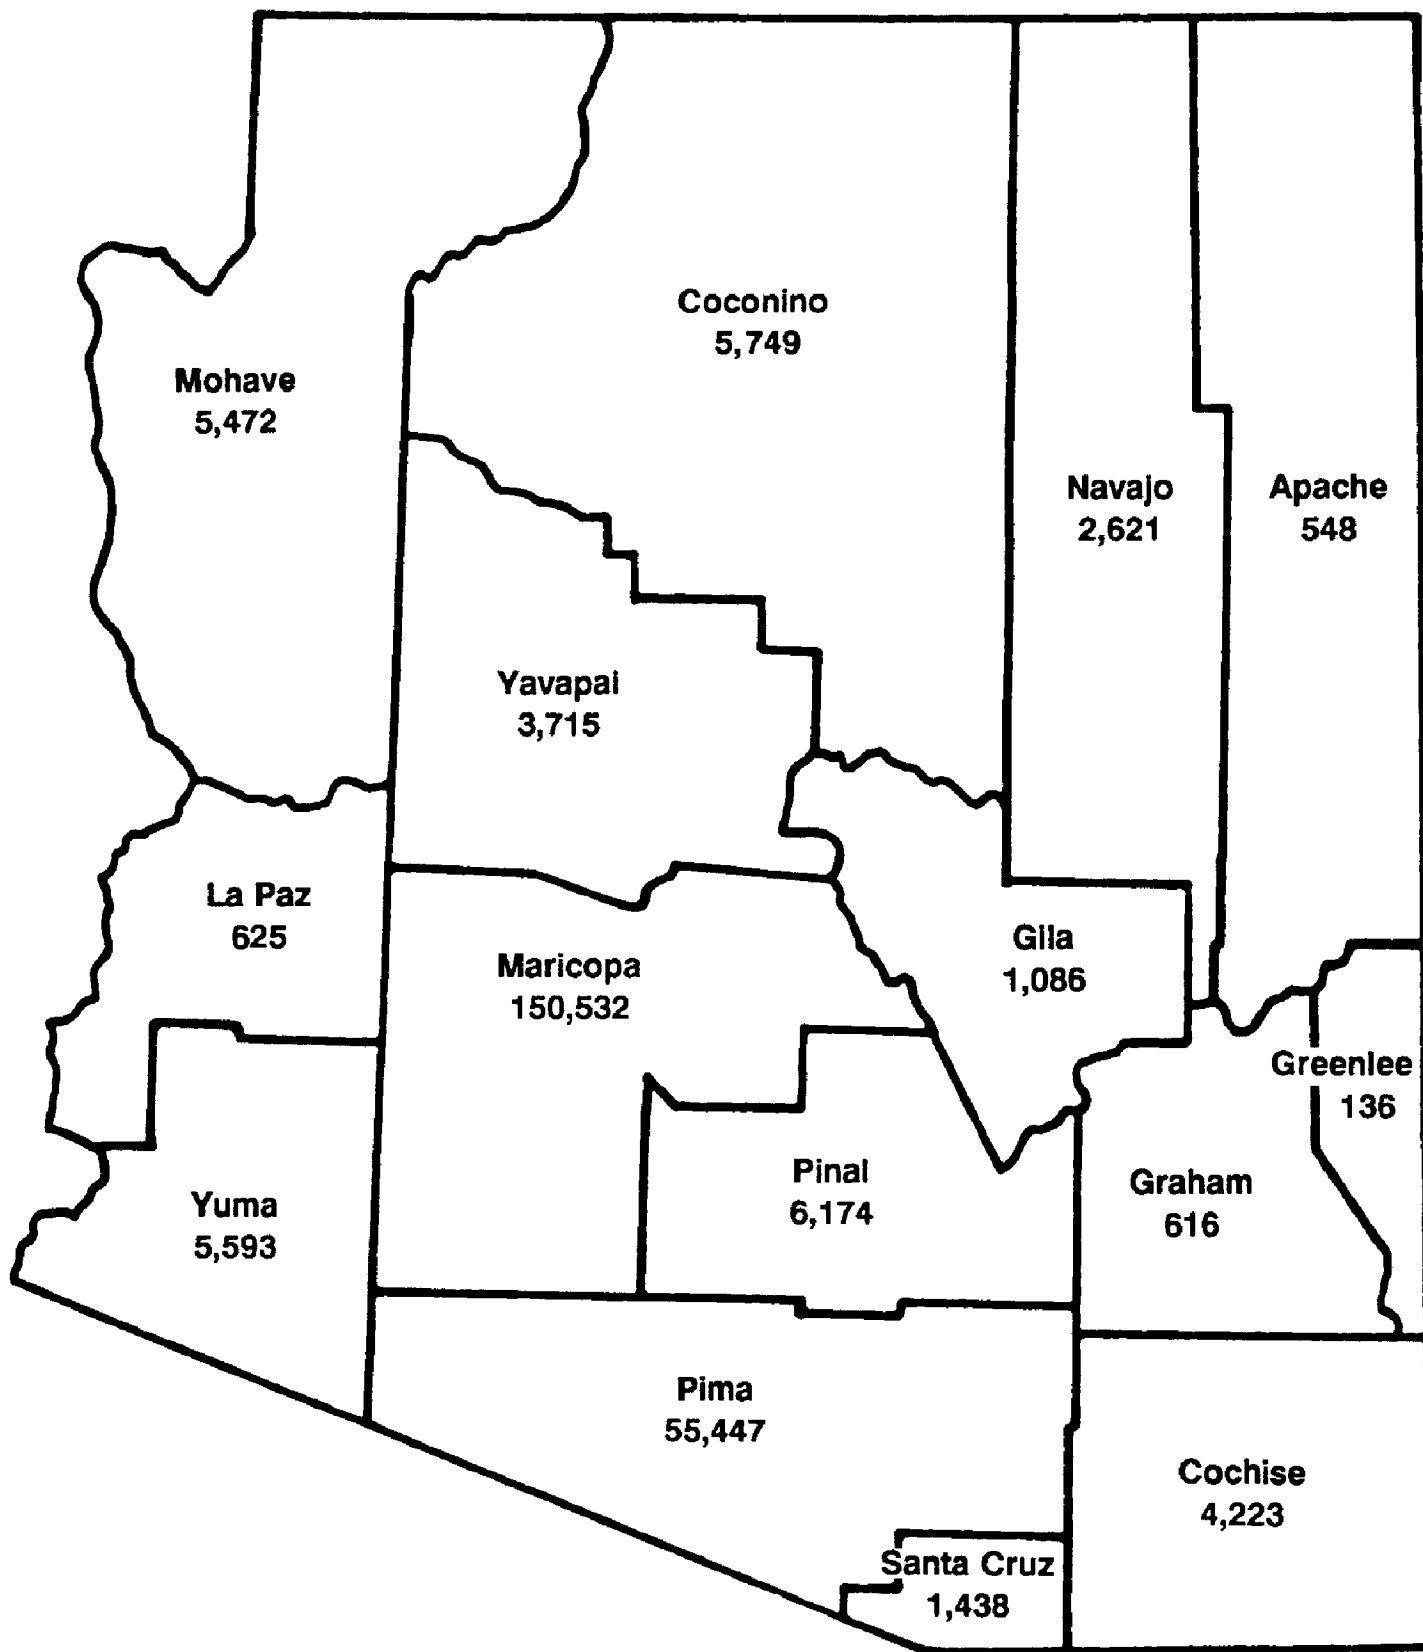 Coconino
5,749
Mohave
5,472
Navajo
2,621
Apache
548
Yavapai
3,715
La Paz
625
Maricopa
150,532
Gila
1,086
Greenlee
136
Pinal
6,174
Graham
616
Yuma
5,593
Pima
55,447
Cochise
4,223
Santa Cruz
1,438